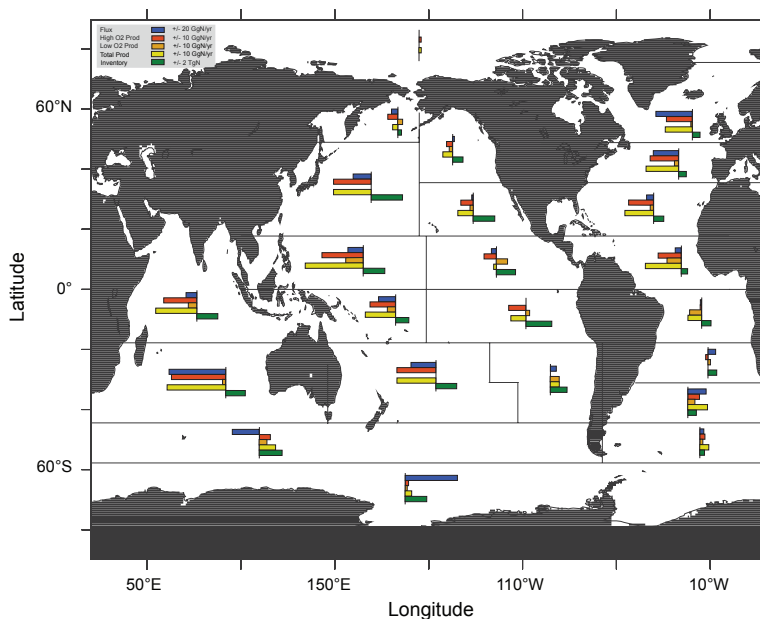 Flux +/- 20 GgN/yr
High O2 Prod +/- 10 GgN/yr
Low O2 Prod +/- 10 GgN/yr
Total Prod +/- 10 GgN/yr
Inventory +/- 2 TgN
60°N
0°
60°S
Latitude
50°E 150°E 110°W 10°W
Longitude